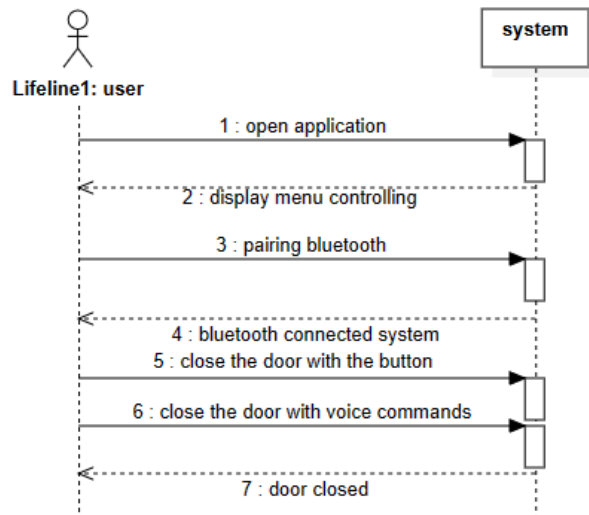 system
Lifeline1: user
1 : open application
2 : display menu controlling
3 : pairing bluetooth
4 : bluetooth connected system
5 : close the door with the button
6 : close the door with voice commands
7 : door closed